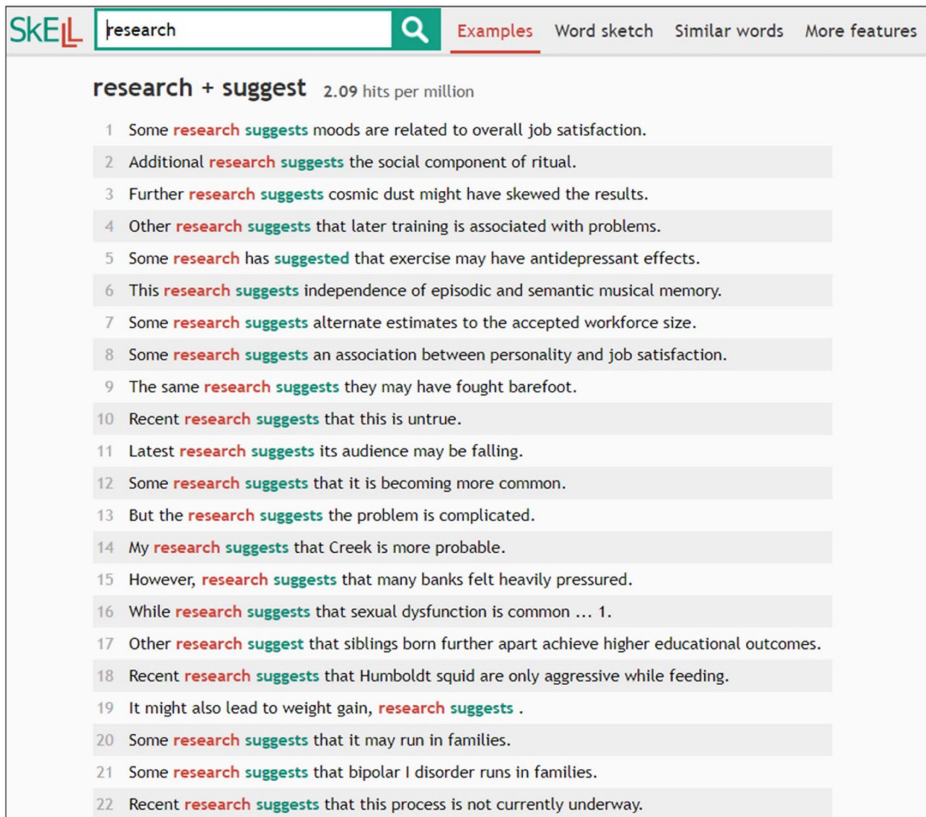 SkELL research Examples Word sketch Similar words More features
research + suggest 2.09 hits per million
1 Some research suggests moods are related to overall job satisfaction.
2 Additional research suggests the social component of ritual.
3 Further research suggests cosmic dust might have skewed the results.
4 Other research suggests that later training is associated with problems.
5 Some research has suggested that exercise may have antidepressant effects.
6 This research suggests independence of episodic and semantic musical memory.
7 Some research suggests alternate estimates to the accepted workforce size.
8 Some research suggests an association between personality and job satisfaction.
9 The same research suggests they may have fought barefoot.
10 Recent research suggests that this is untrue.
11 Latest research suggests its audience may be falling.
12 Some research suggests that it is becoming more common.
13 But the research suggests the problem is complicated.
14 My research suggests that Creek is more probable.
15 However, research suggests that many banks felt heavily pressured.
16 While research suggests that sexual dysfunction is common ... 1.
17 Other research suggest that siblings born further apart achieve higher educational outcomes.
18 Recent research suggests that Humboldt squid are only aggressive while feeding.
19 It might also lead to weight gain, research suggests .
20 Some research suggests that it may run in families.
21 Some research suggests that bipolar I disorder runs in families.
22 Recent research suggests that this process is not currently underway.